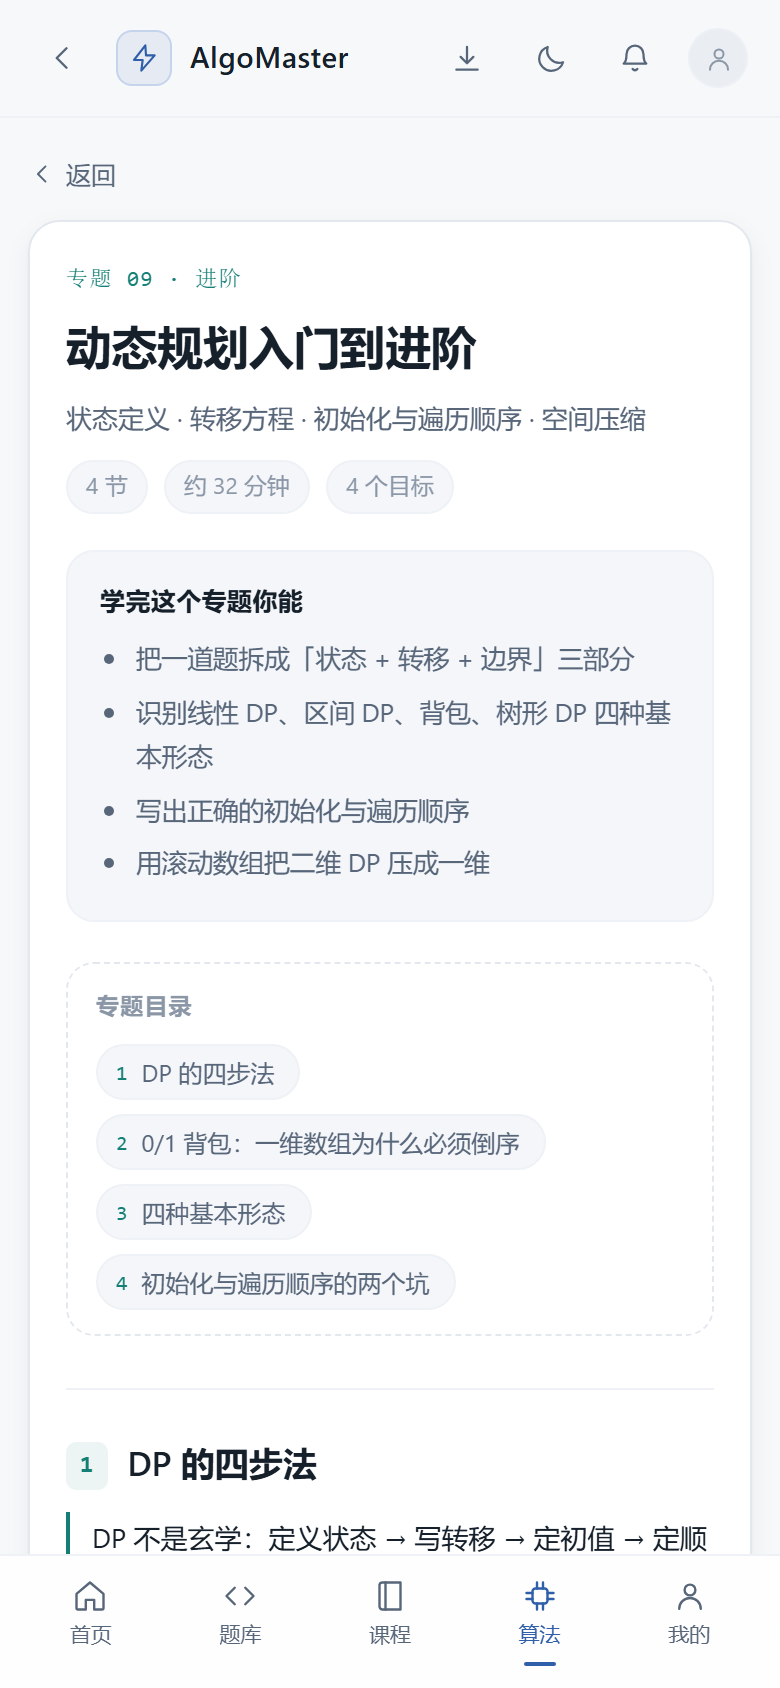 AlgoMaster
返回
专题 09 · 进阶
动态规划入门到进阶
状态定义 · 转移方程 · 初始化与遍历顺序 · 空间压缩
4 节
约 32 分钟
4 个目标
学完这个专题你能
把一道题拆成「状态 + 转移 + 边界」三部分
识别线性 DP、区间 DP、背包、树形 DP 四种基
本形态
写出正确的初始化与遍历顺序
用滚动数组把二维 DP 压成一维
专题目录
1 DP 的四步法
2 0/1 背包：一维数组为什么必须倒序
3 四种基本形态
4 初始化与遍历顺序的两个坑
1 DP 的四步法
DP 不是玄学：定义状态 → 写转移 → 定初值 → 定顺
首页
题库
课程
算法
我的